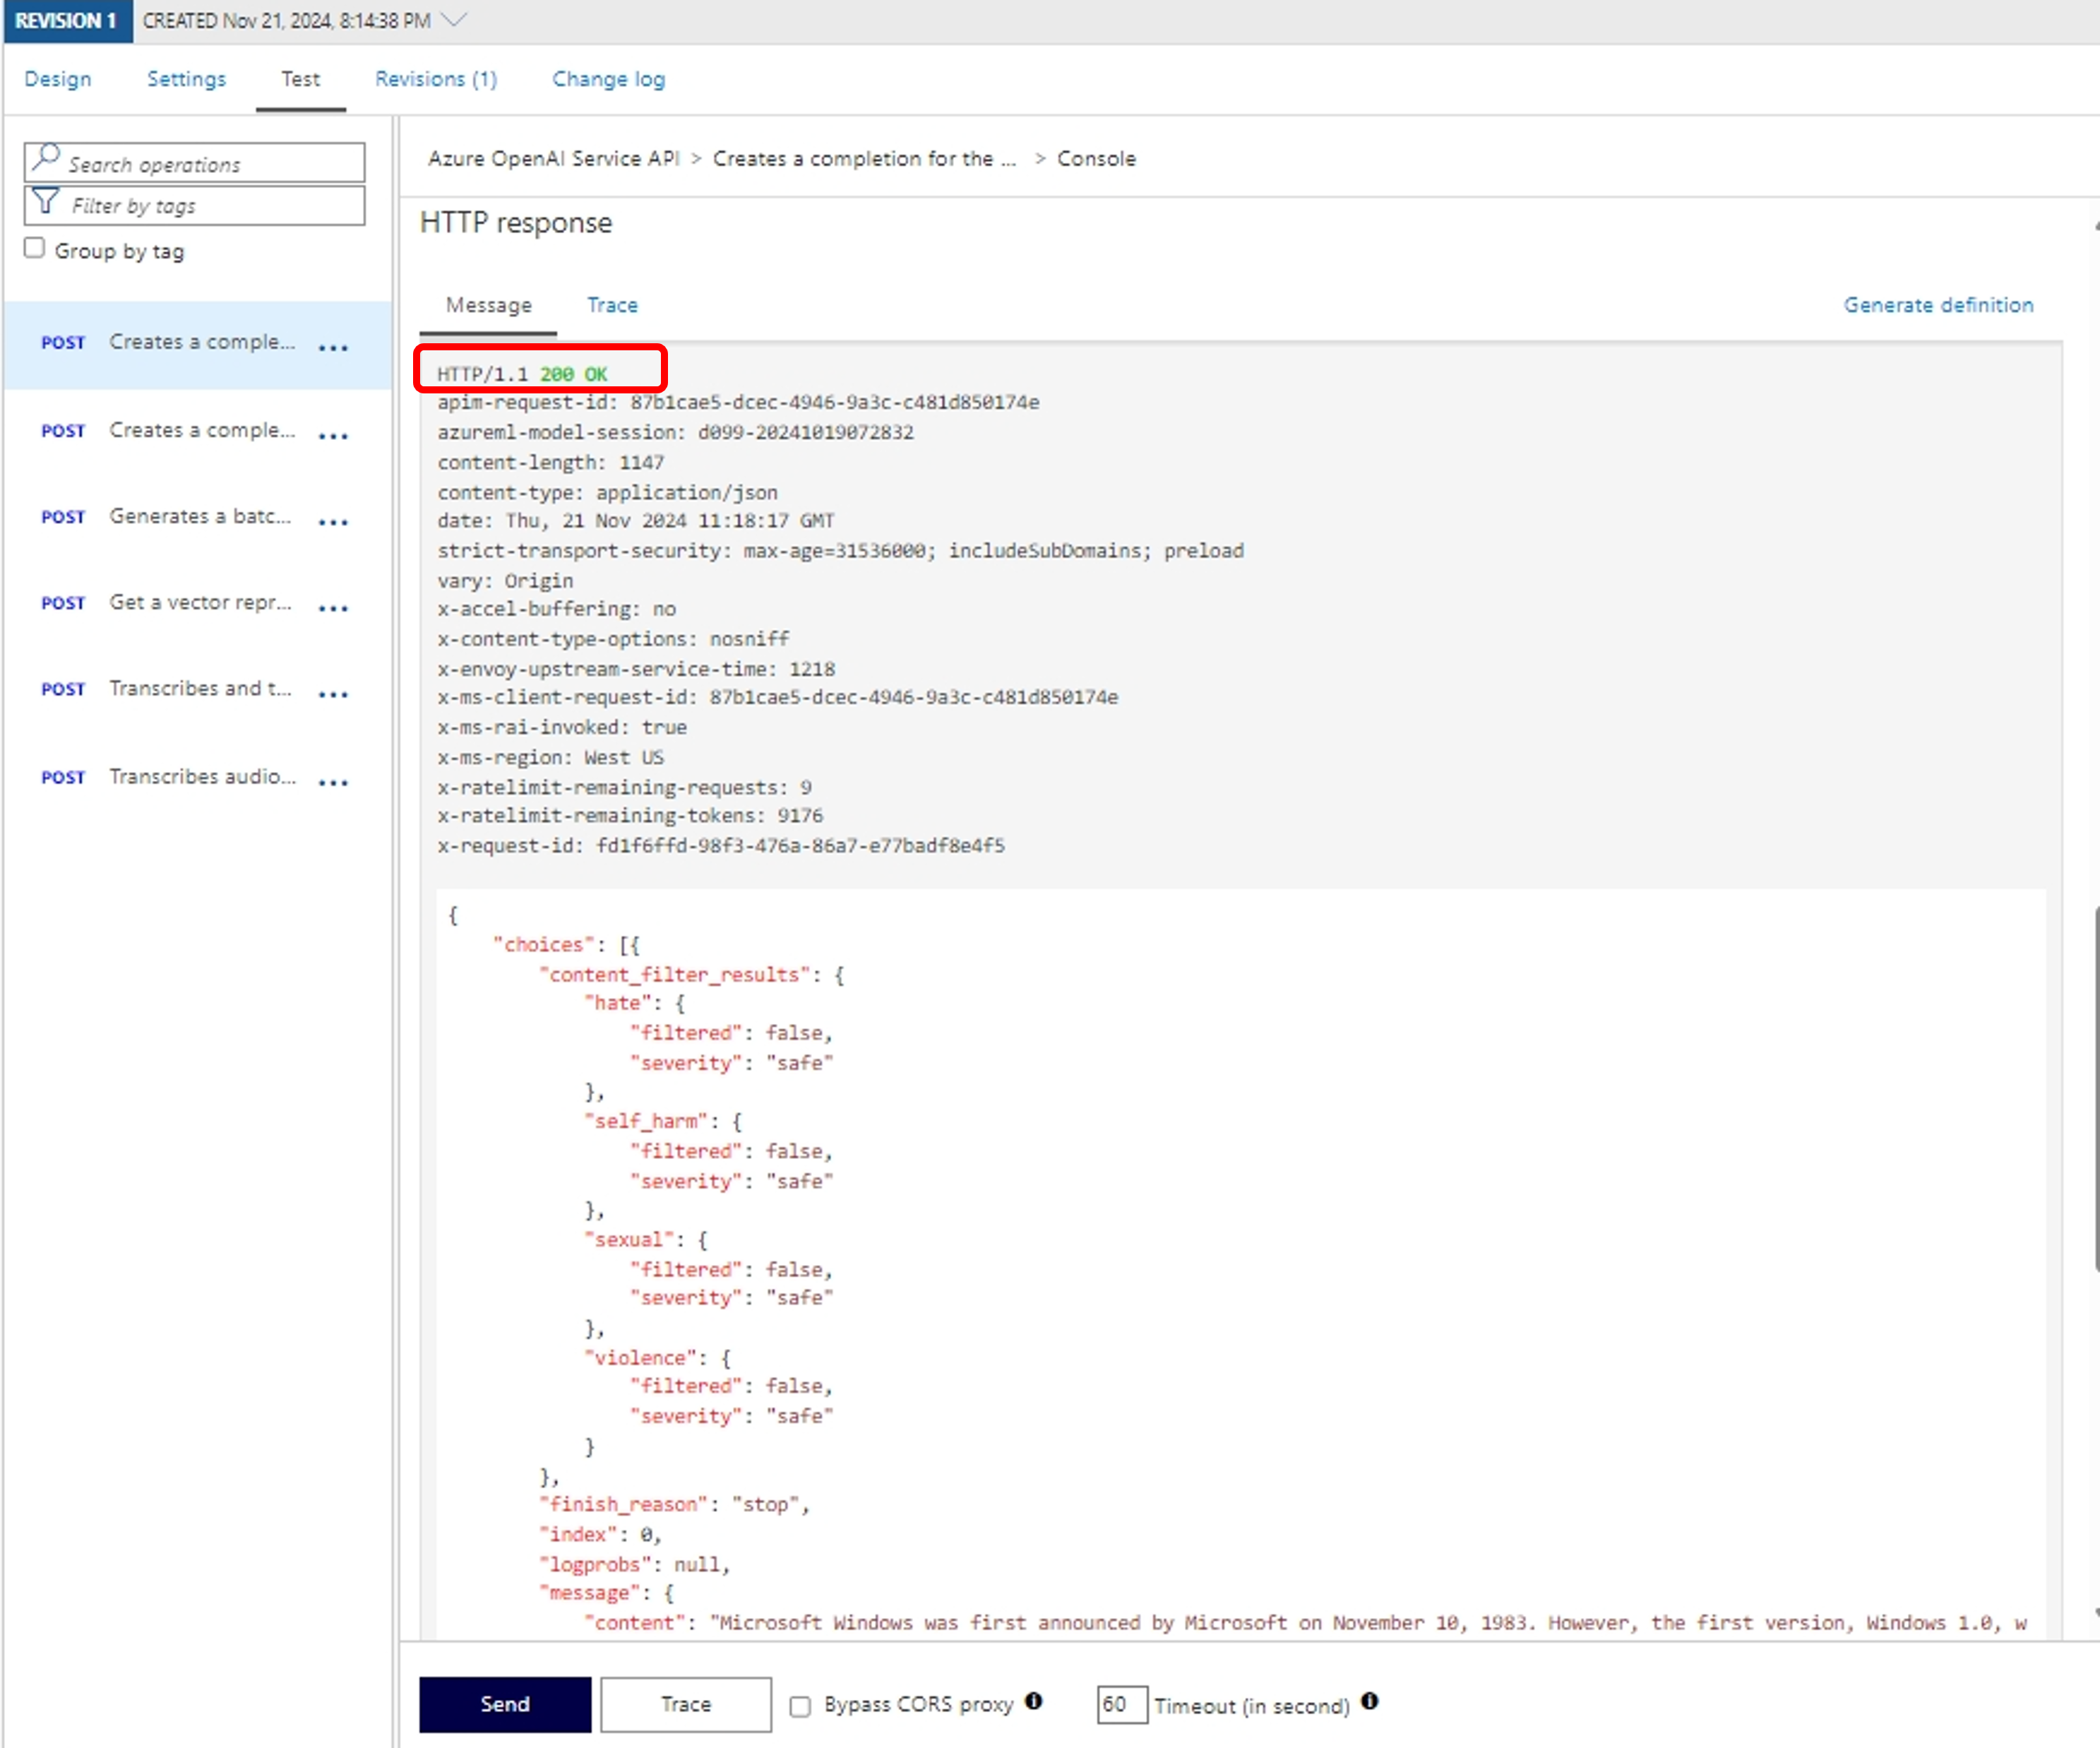 REVISION 1 CREATED Nov 21, 2024, 8:14:38 PM
Design Settings Test Revisions (1) Change log
Search operations
Filter by tags
Group by tag
POST Creates a comple... ...
POST Creates a comple... ...
POST Generates a batc... ...
POST Get a vector repr... ...
POST Transcribes and t... ...
POST Transcribes audio... ...
Azure OpenAI Service API > Creates a completion for the ... > Console
HTTP response
Message Trace Generate definition
HTTP/1.1 200 OK
apim-request-id: 87b1cae5-dcec-4946-9a3c-c481d850174e
azureml-model-session: d099-20241019072832
content-length: 1147
content-type: application/json
date: Thu, 21 Nov 2024 11:18:17 GMT
strict-transport-security: max-age=31536000; includeSubDomains; preload
vary: Origin
x-accel-buffering: no
x-content-type-options: nosniff
x-envoy-upstream-service-time: 1218
x-ms-client-request-id: 87b1cae5-dcec-4946-9a3c-c481d850174e
x-ms-rai-invoked: true
x-ms-region: West US
x-ratelimit-remaining-requests: 9
x-ratelimit-remaining-tokens: 9176
x-request-id: fd1f6ffd-98f3-476a-86a7-e77badf8e4f5
{
"choices": [{
"content_filter_results": {
"hate": {
"filtered": false,
"severity": "safe"
},
"self_harm": {
"filtered": false,
"severity": "safe"
},
"sexual": {
"filtered": false,
"severity": "safe"
},
"violence": {
"filtered": false,
"severity": "safe"
}
},
"finish_reason": "stop",
"index": 0,
"logprobs": null,
"message": {
"content": "Microsoft Windows was first announced by Microsoft on November 10, 1983. However, the first version, Windows 1.0, w
Send Trace Bypass CORS proxy 60 Timeout (in second)